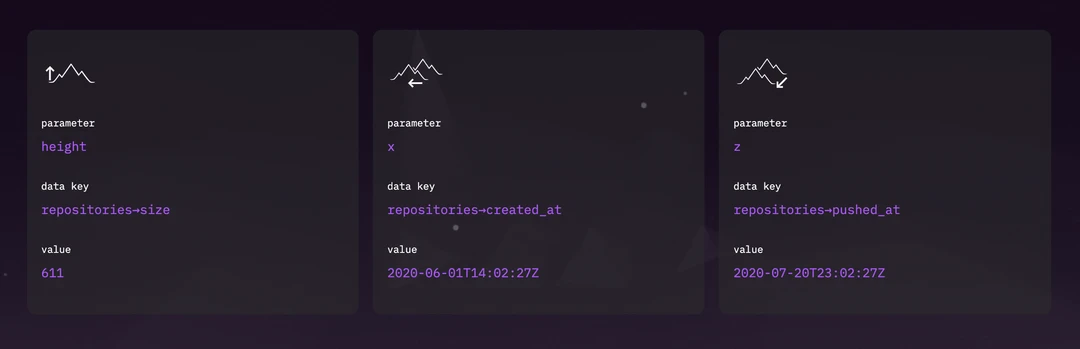 parameter
height
data key
repositories→size
value
611
parameter
x
data key
repositories→created_at
value
2020-06-01T14:02:27Z
parameter
z
data key
repositories→pushed_at
value
2020-07-20T23:02:27Z